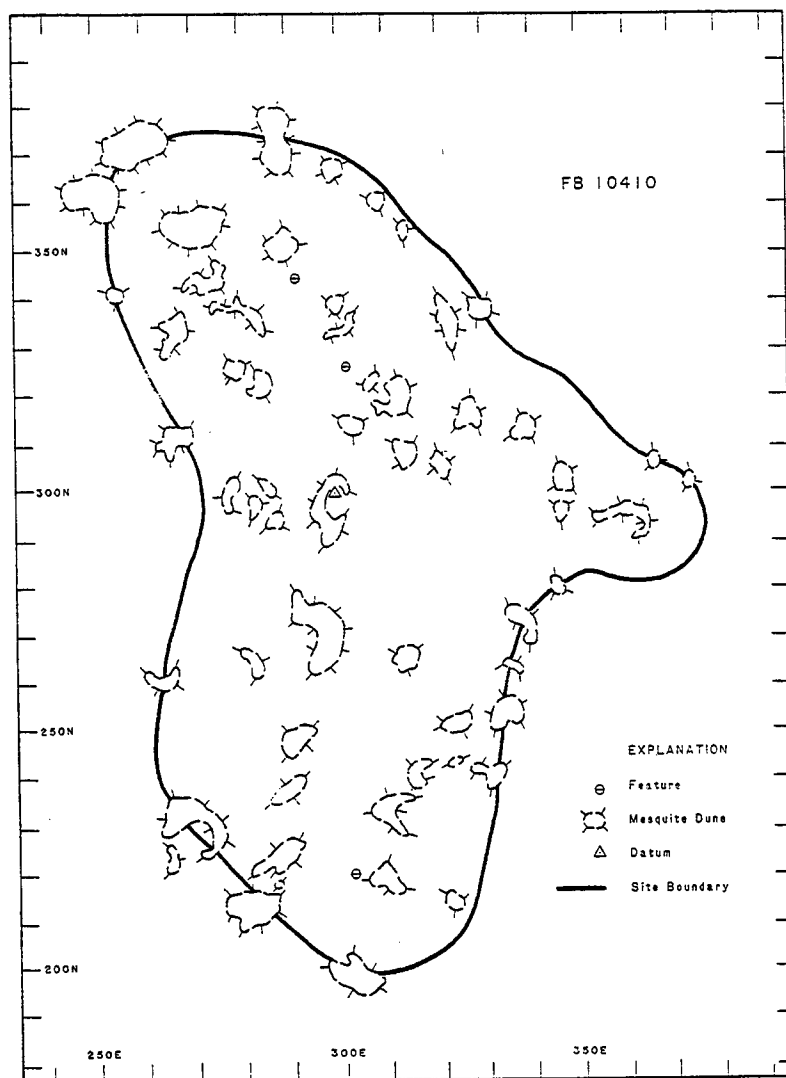 FB 10410
350N
300N
250N
EXPLANATION
Feature
Mesquite Dune
Datum
Site Boundary
200N
250E 300E 350E